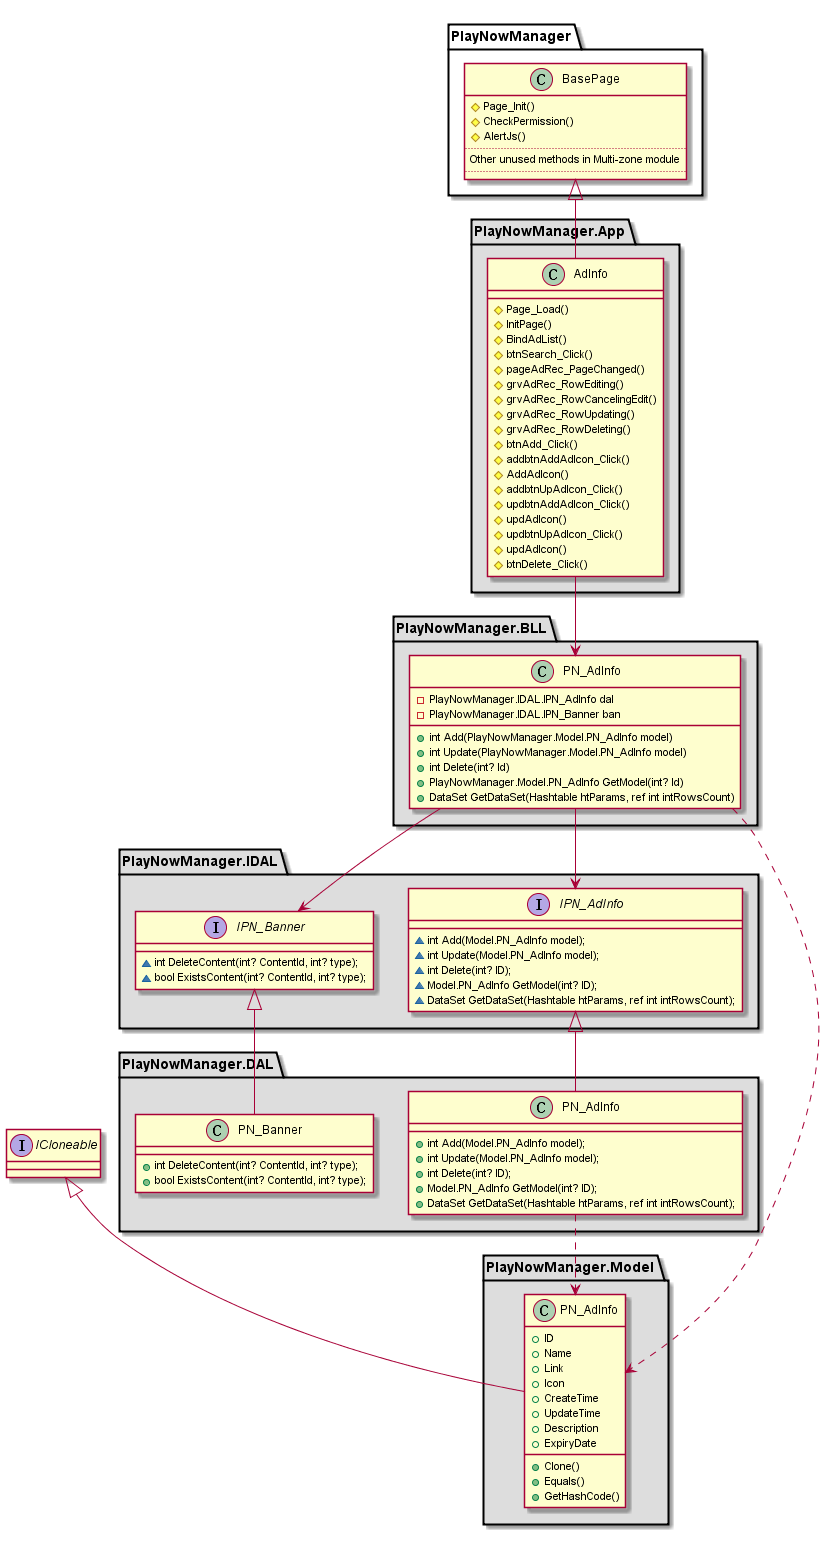 PlayNowManager
C BasePage
Page_Init()
CheckPermission()
AlertJs()
Other unused methods in Multi-zone module
PlayNowManager.App
C AdInfo
Page_Load()
InitPage()
BindAdList()
btnSearch_Click()
pageAdRec_PageChanged()
grvAdRec_RowEditing()
grvAdRec_RowCancelingEdit()
grvAdRec_RowUpdating()
grvAdRec_RowDeleting()
btnAdd_Click()
addbtnAddAdIcon_Click()
AddAdIcon()
addbtnUpAdIcon_Click()
updbtnAddAdIcon_Click()
updAdIcon()
updbtnUpAdIcon_Click()
updAdIcon()
btnDelete_Click()
PlayNowManager.BLL
C PN_AdInfo
PlayNowManager.IDAL.IPN_AdInfo dal
PlayNowManager.IDAL.IPN_Banner ban
int Add(PlayNowManager.Model.PN_AdInfo model)
int Update(PlayNowManager.Model.PN_AdInfo model)
int Delete(int? Id)
PlayNowManager.Model.PN_AdInfo GetModel(int? Id)
DataSet GetDataSet(Hashtable htParams, ref int intRowsCount)
PlayNowManager.IDAL
I IPN_Banner
int DeleteContent(int? ContentId, int? type);
bool ExistsContent(int? ContentId, int? type);
I IPN_AdInfo
int Add(Model.PN_AdInfo model);
int Update(Model.PN_AdInfo model);
int Delete(int? ID);
Model.PN_AdInfo GetModel(int? ID);
DataSet GetDataSet(Hashtable htParams, ref int intRowsCount);
PlayNowManager.DAL
I ICloneable
C PN_Banner
int DeleteContent(int? ContentId, int? type);
bool ExistsContent(int? ContentId, int? type);
C PN_AdInfo
int Add(Model.PN_AdInfo model);
int Update(Model.PN_AdInfo model);
int Delete(int? ID);
Model.PN_AdInfo GetModel(int? ID);
DataSet GetDataSet(Hashtable htParams, ref int intRowsCount);
PlayNowManager.Model
C PN_AdInfo
ID
Name
Link
Icon
CreateTime
UpdateTime
Description
ExpiryDate
Clone()
Equals()
GetHashCode()